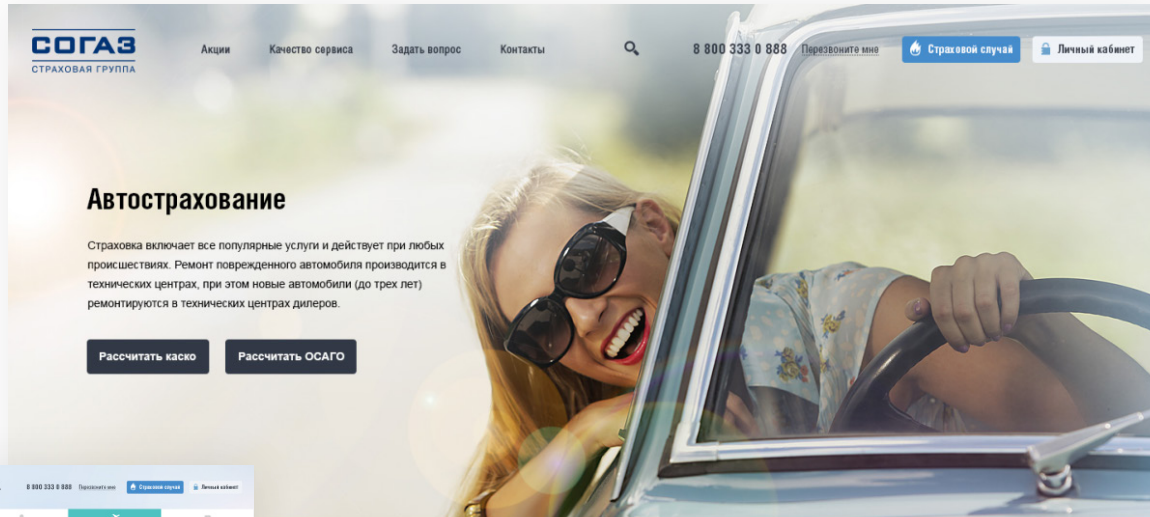 СОГАЗ
СТРАХОВАЯ ГРУППА
Акции Качество сервиса Задать вопрос Контакты 8 800 333 0 888 Перезвоните мне Страховой случай Личный кабинет
Автострахование
Страховка включает все популярные услуги и действует при любых
происшествиях. Ремонт поврежденного автомобиля производится в
технических центрах, при этом новые автомобили (до трех лет)
ремонтируются в технических центрах дилеров.
Рассчитать каско Рассчитать ОСАГО
8 800 333 0 888 Перезвоните мне Страховой случай Личный кабинет